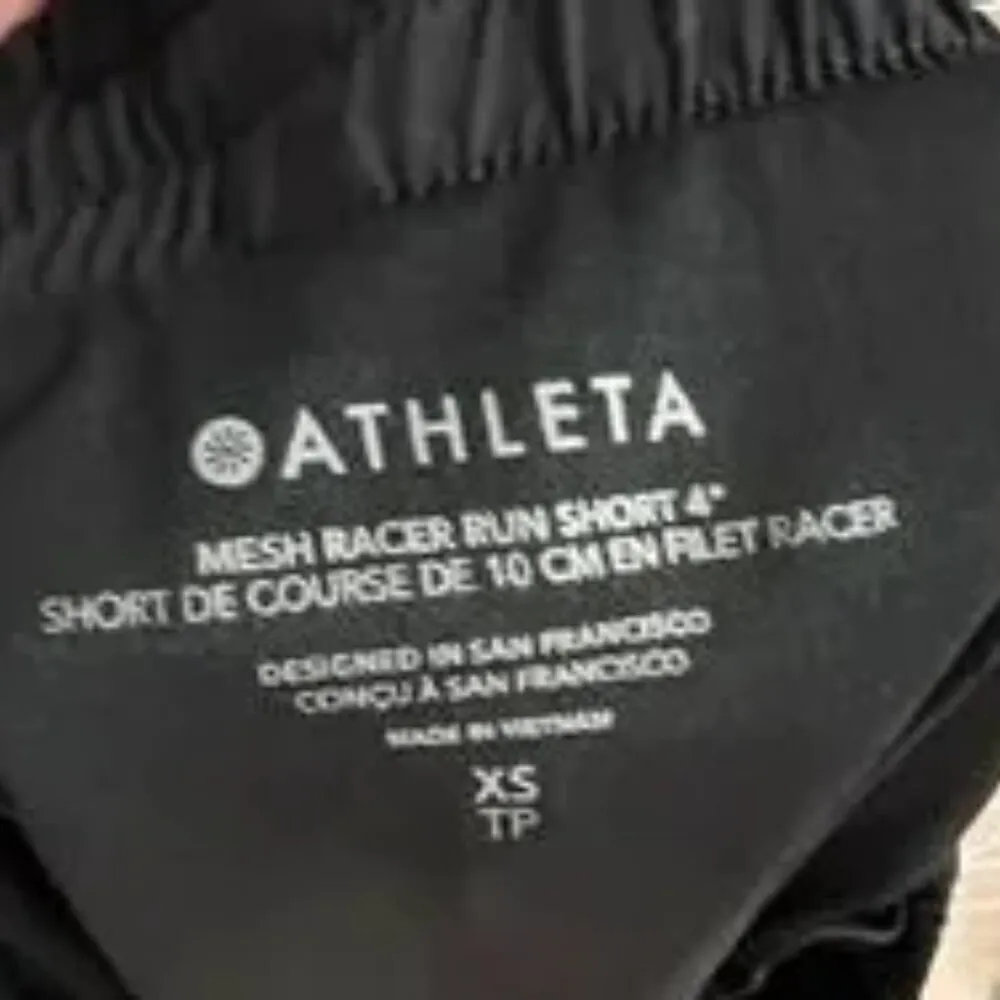 ATHLETA
MESH RACER RUN SHORT 4"
SHORT DE COURSE DE 10 CM EN FILET RACER
DESIGNED IN SAN FRANCISCO
CONÇU À SAN FRANCISCO
MADE IN VIETNAM
XS
TP